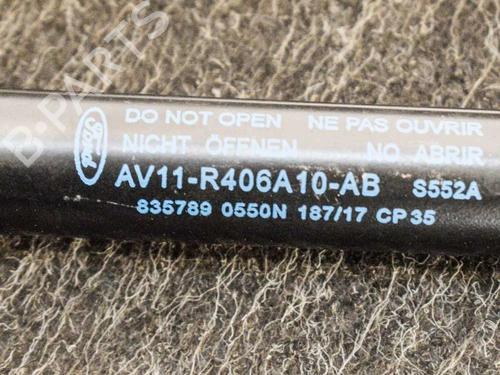 B-PARTS
Ford
DO NOT OPEN NE PAS OUVRIR
NICHT ÖFFNEN NO ABRIR
AV11-R406A10-AB S552A
835789 0550N 187/17 CP35